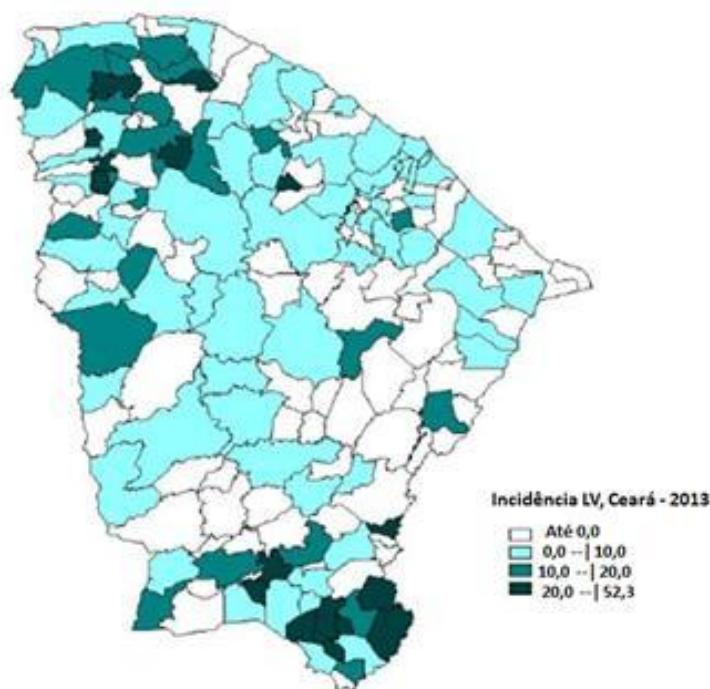 Incidência LV, Ceará - 2013
Até 0,0
0,0 --| 10,0
10,0 --| 20,0
20,0 --| 52,3